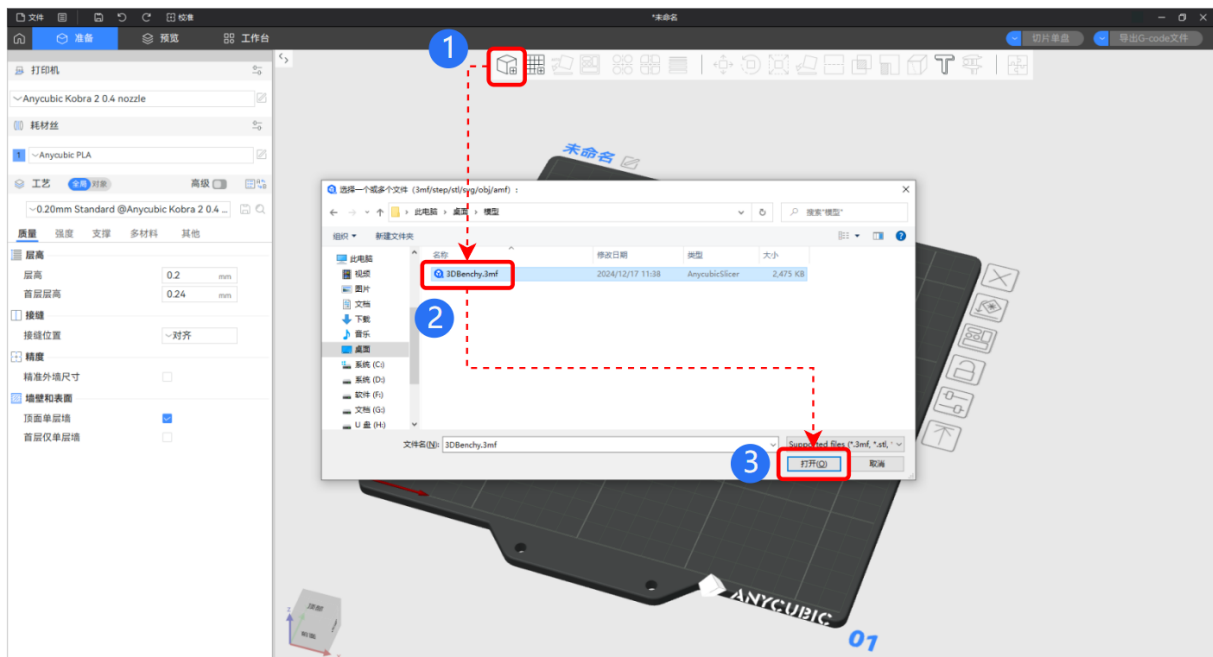 文件 校准 *未命名
准备 预览 工作台 切片单盘 导出G-code文件
1
打印机
Anycubic Kobra 2 0.4 nozzle
耗材丝
1 Anycubic PLA
工艺 全局 对象 高级
0.20mm Standard @Anycubic Kobra 2 0.4 ...
质量 强度 支撑 多材料 其他
层高
层高 0.2 mm
首层层高 0.24 mm
接缝
接缝位置 对齐
精度
精准外墙尺寸
墙壁和表面
顶面单层墙
首层仅单层墙
未命名
选择一个或多个文件 (3mf/step/stl/svg/obj/amf) :
此电脑 › 桌面 › 模型 搜索"模型"
组织 新建文件夹
名称 修改日期 类型 大小
3DBenchy.3mf 2024/12/17 11:38 AnycubicSlicer 2,475 KB
2
此电脑
视频
图片
文档
下载
音乐
桌面
系统 (C:)
系统 (D:)
软件 (F:)
文档 (G:)
U 盘 (H:)
文件名(N): 3DBenchy.3mf Supported files (*.3mf, *.stl, '
3
打开(O) 取消
ANYCUBIC
01
顶部
z
x